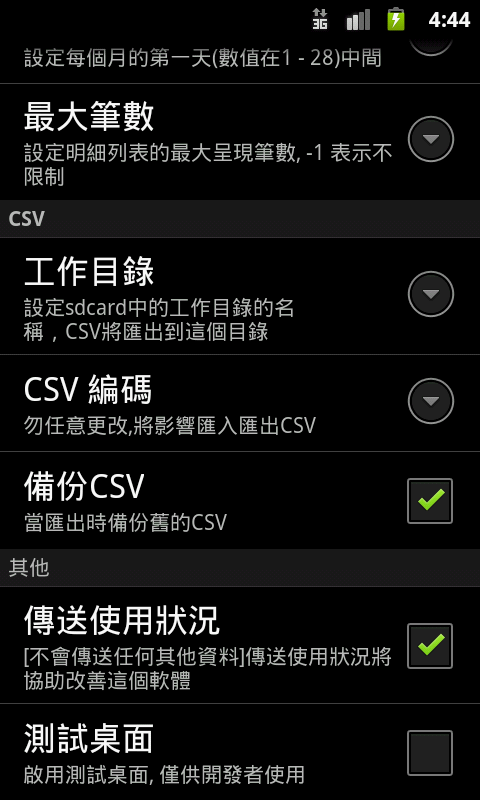 3G
4:44
設定每個月的第一天(數值在1 - 28)中間
最大筆數
設定明細列表的最大呈現筆數, -1 表示不
限制
CSV
工作目錄
設定sdcard中的工作目錄的名
稱，CSV將匯出到這個目錄
CSV 編碼
勿任意更改,將影響匯入匯出CSV
備份CSV
當匯出時備份舊的CSV
其他
傳送使用狀況
[不會傳送任何其他資料]傳送使用狀況將
協助改善這個軟體
測試桌面
啟用測試桌面, 僅供開發者使用